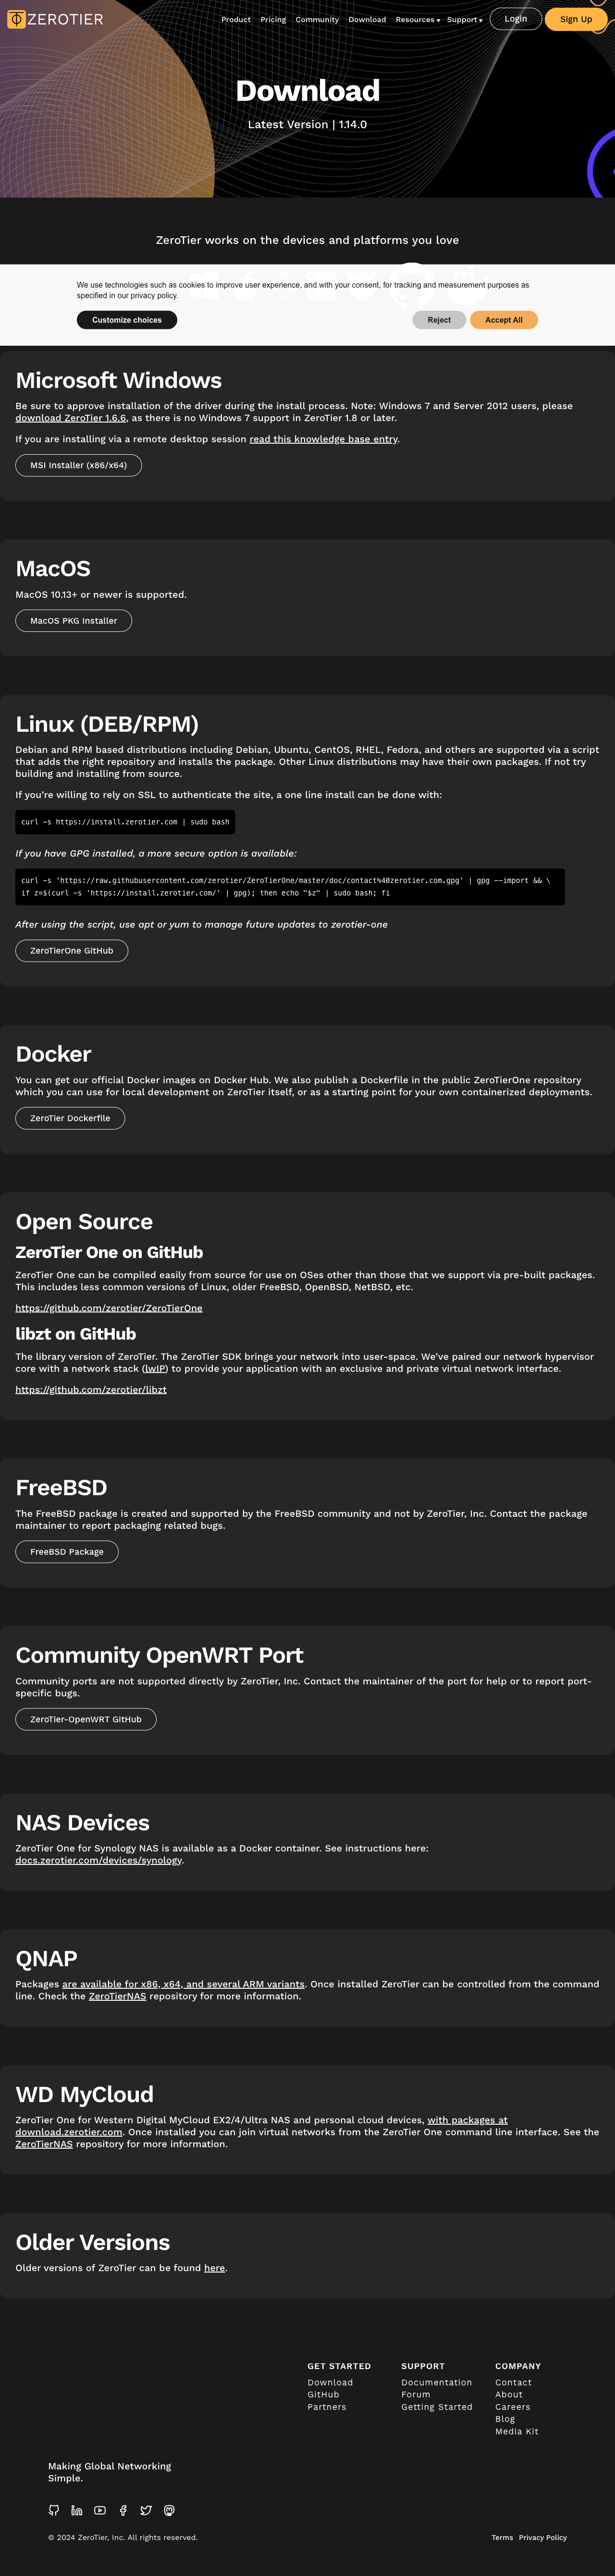 ZEROTIER
Product Pricing Community Download Resources ▾ Support ▾ Login Sign Up
Download
Latest Version | 1.14.0
ZeroTier works on the devices and platforms you love
We use technologies such as cookies to improve your user experience, and with your consent, for tracking and measurement purposes as
specified in our privacy policy.
Customize choices Reject Accept All
Microsoft Windows
Be sure to approve installation of the driver during the install process. Note: Windows 7 and Server 2012 users, please
download ZeroTier 1.6.6, as there is no Windows 7 support in ZeroTier 1.8 or later.
If you are installing via a remote desktop session read this knowledge base entry.
MSI Installer (x86/x64)
MacOS
MacOS 10.13+ or newer is supported.
MacOS PKG Installer
Linux (DEB/RPM)
Debian and RPM based distributions including Debian, Ubuntu, CentOS, RHEL, Fedora, and others are supported via a script
that adds the right repository and installs the package. Other Linux distributions may have their own packages. If not try
building and installing from source.
If you're willing to rely on SSL to authenticate the site, a one line install can be done with:
curl -s https://install.zerotier.com | sudo bash
If you have GPG installed, a more secure option is available:
curl -s 'https://raw.githubusercontent.com/zerotier/ZeroTierOne/master/doc/contact%40zerotier.com.gpg' | gpg --import && \
if z=$(curl -s 'https://install.zerotier.com/' | gpg); then echo "$z" | sudo bash; fi
After using the script, use apt or yum to manage future updates to zerotier-one
ZeroTierOne GitHub
Docker
You can get our official Docker images on Docker Hub. We also publish a Dockerfile in the public ZeroTierOne repository
which you can use for local development on ZeroTier itself, or as a starting point for your own containerized deployments.
ZeroTier Dockerfile
Open Source
ZeroTier One on GitHub
ZeroTier One can be compiled easily from source for use on OSes other than those that we support via pre-built packages.
This includes less common versions of Linux, older FreeBSD, OpenBSD, NetBSD, etc.
https://github.com/zerotier/ZeroTierOne
libzt on GitHub
The library version of ZeroTier. The ZeroTier SDK brings your network into user-space. We've paired our network hypervisor
core with a network stack (lwIP) to provide your application with an exclusive and private virtual network interface.
https://github.com/zerotier/libzt
FreeBSD
The FreeBSD package is created and supported by the FreeBSD community and not by ZeroTier, Inc. Contact the package
maintainer to report packaging related bugs.
FreeBSD Package
Community OpenWRT Port
Community ports are not supported directly by ZeroTier, Inc. Contact the maintainer of the port for help or to report port-
specific bugs.
ZeroTier-OpenWRT GitHub
NAS Devices
ZeroTier One for Synology NAS is available as a Docker container. See instructions here:
docs.zerotier.com/devices/synology.
QNAP
Packages are available for x86, x64, and several ARM variants. Once installed ZeroTier can be controlled from the command
line. Check the ZeroTierNAS repository for more information.
WD MyCloud
ZeroTier One for Western Digital MyCloud EX2/4/Ultra NAS and personal cloud devices, with packages at
download.zerotier.com. Once installed you can join virtual networks from the ZeroTier One command line interface. See the
ZeroTierNAS repository for more information.
Older Versions
Older versions of ZeroTier can be found here.
GET STARTED
Download
GitHub
Partners
SUPPORT
Documentation
Forum
Getting Started
COMPANY
Contact
About
Careers
Blog
Media Kit
Making Global Networking
Simple.
© 2024 ZeroTier, Inc. All rights reserved.
Terms Privacy Policy